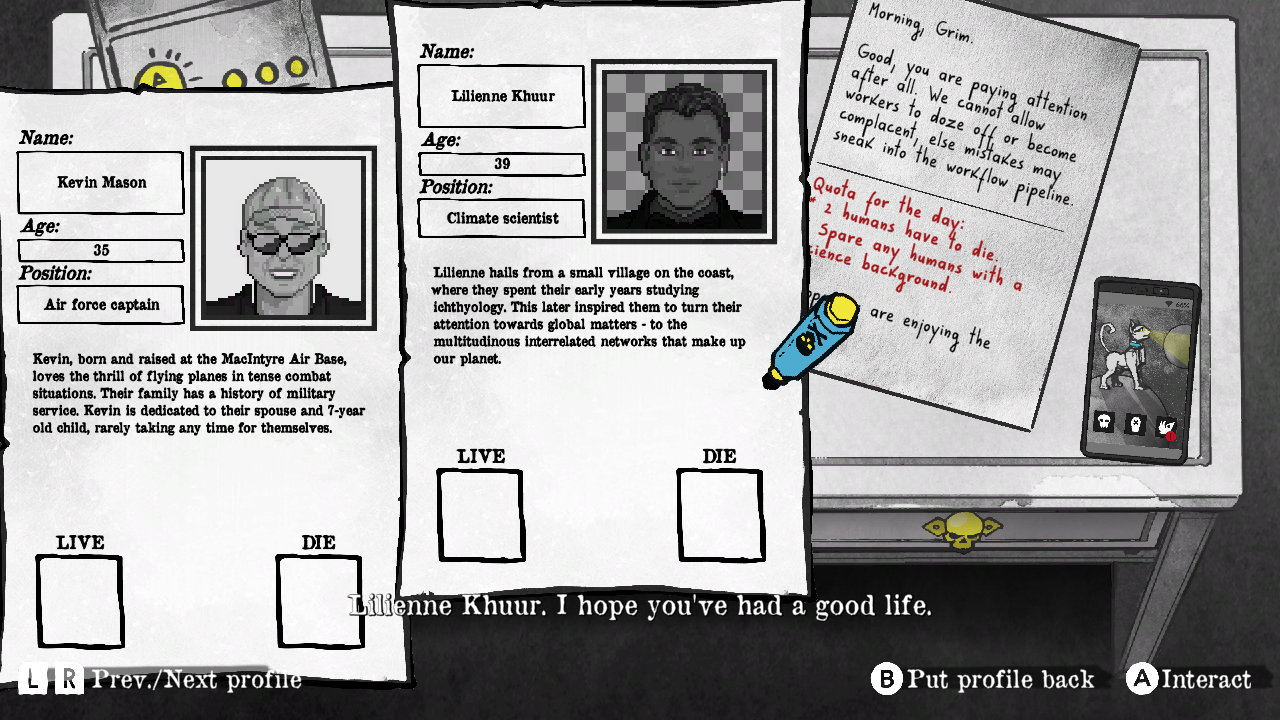 Name:
Kevin Mason
Age:
35
Position:
Air force captain
Kevin, born and raised at the MacIntyre Air Base,
loves the thrill of flying planes in tense combat
situations. Their family has a history of military
service. Kevin is dedicated to their spouse and 7-year
old child, rarely taking any time for themselves.
LIVE
DIE
Name:
Lilienne Khuur
Age:
39
Position:
Climate scientist
Lilienne hails from a small village on the coast,
where they spent their early years studying
ichthyology. This later inspired them to turn their
attention towards global matters - to the
multitudinous interrelated networks that make up
our planet.
LIVE
DIE
Morning, Grim.
Good, you are paying attention
after all. We cannot allow
workers to doze off or become
complacent, else mistakes may
sneak into the workflow pipeline.
Quota for the day:
* 2 humans have to die.
Spare any humans with a
background.
are enjoying the
66%
Lilienne Khuur. I hope you've had a good life.
L R Prev./Next profile
B Put profile back
A Interact